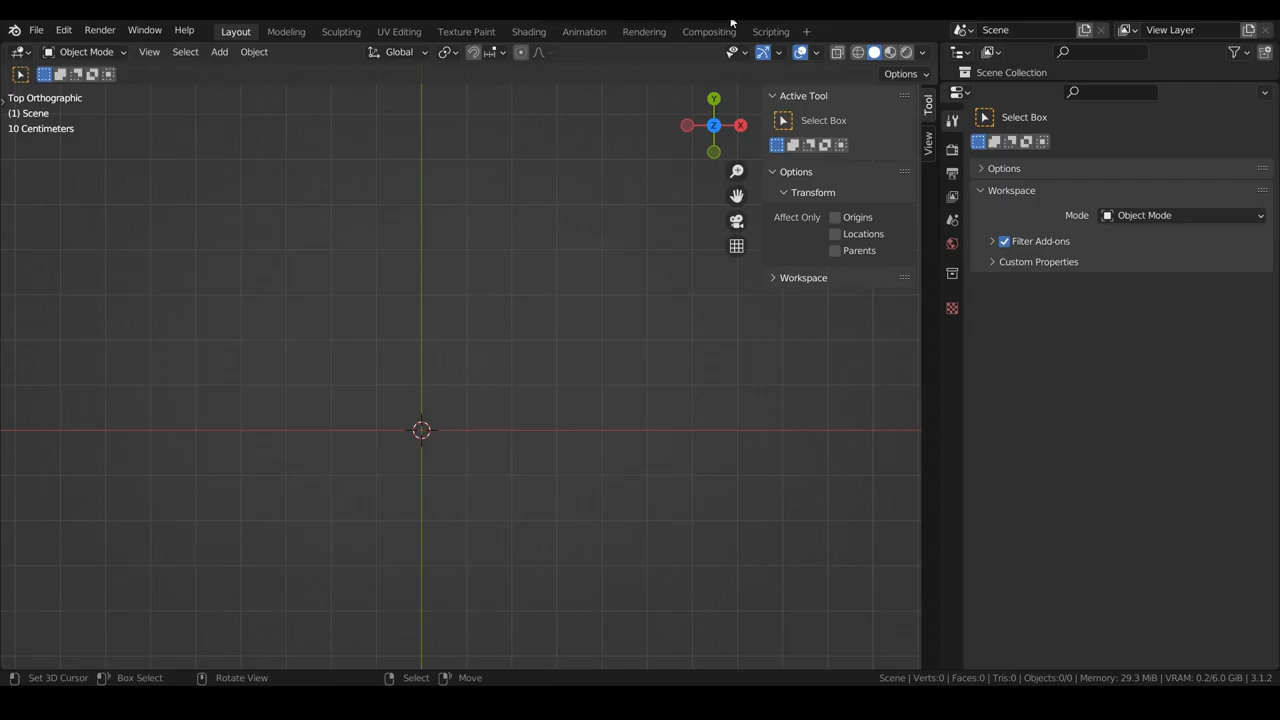 File Edit Render Window Help Layout Modeling Sculpting UV Editing Texture Paint Shading Animation Rendering Compositing Scripting + Scene View Layer
Object Mode View Select Add Object Global
Options Scene Collection
Top Orthographic
(1) Scene
10 Centimeters
Y
X
Z
Active Tool
Select Box
Options
Transform
Affect Only Origins
Locations
Parents
Workspace
Tool
View
Select Box
Options
Workspace
Mode Object Mode
Filter Add-ons
Custom Properties
Set 3D Cursor Box Select Rotate View Select Move Scene | Verts:0 | Faces:0 | Tris:0 | Objects:0/0 | Memory: 29.3 MiB | VRAM: 0.2/6.0 GiB | 3.1.2